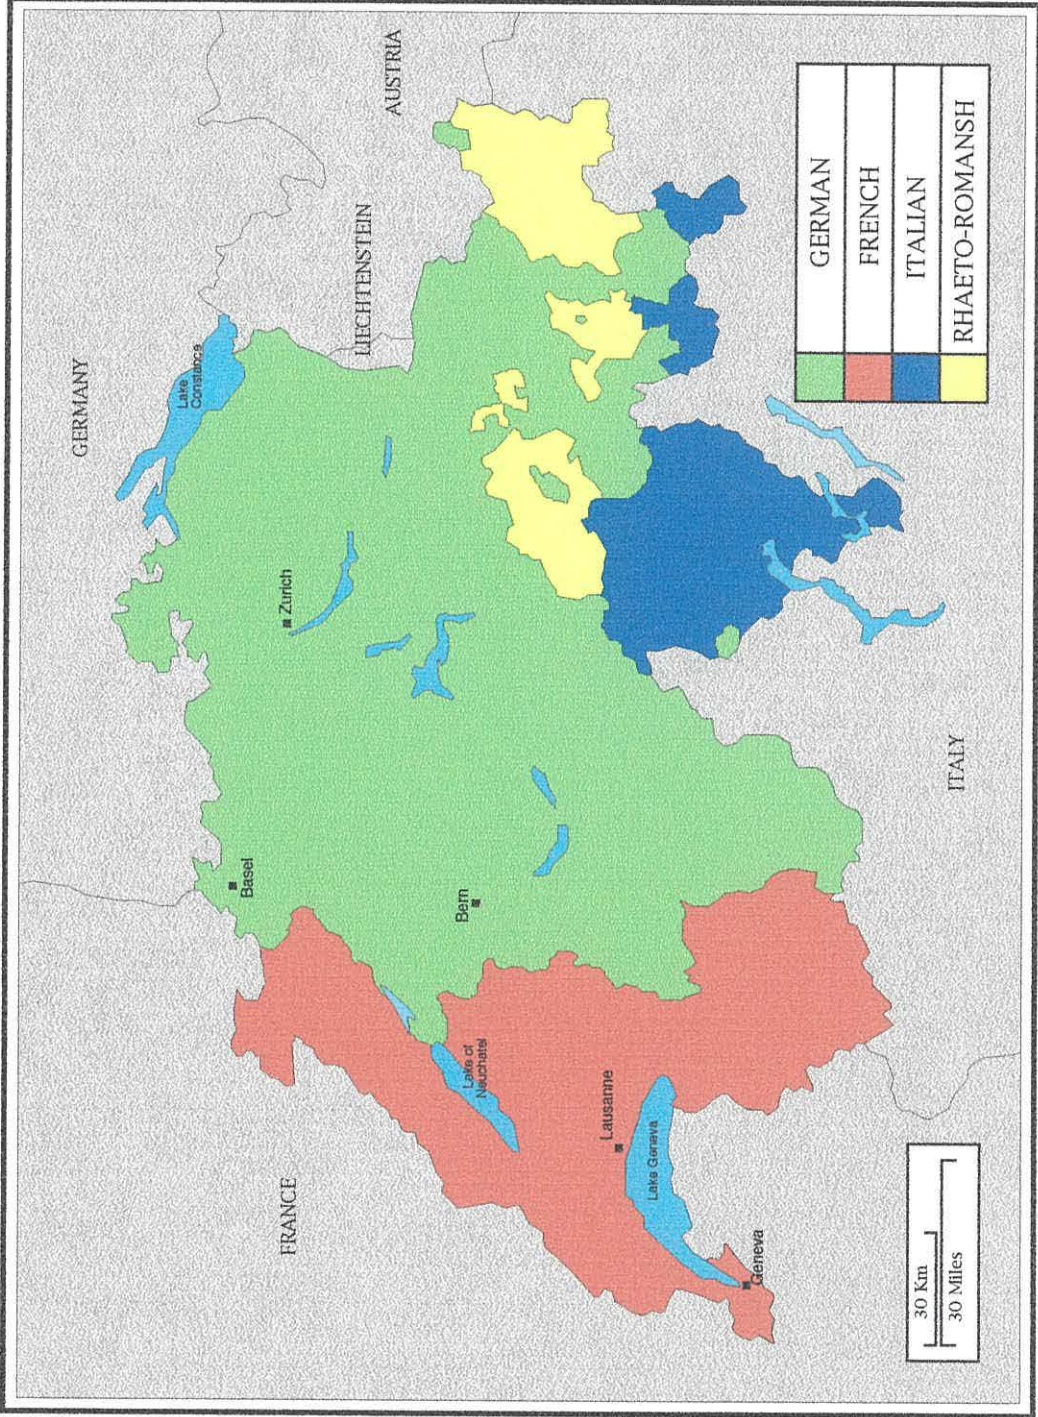 GERMANY
AUSTRIA
LIECHTENSTEIN
FRANCE
ITALY
Lake
Constance
Zurich
Basel
Bern
Lake of
Neuchatel
Lausanne
Lake Geneva
Geneva
30 Km
30 Miles
GERMAN
FRENCH
ITALIAN
RHAETO-ROMANSH